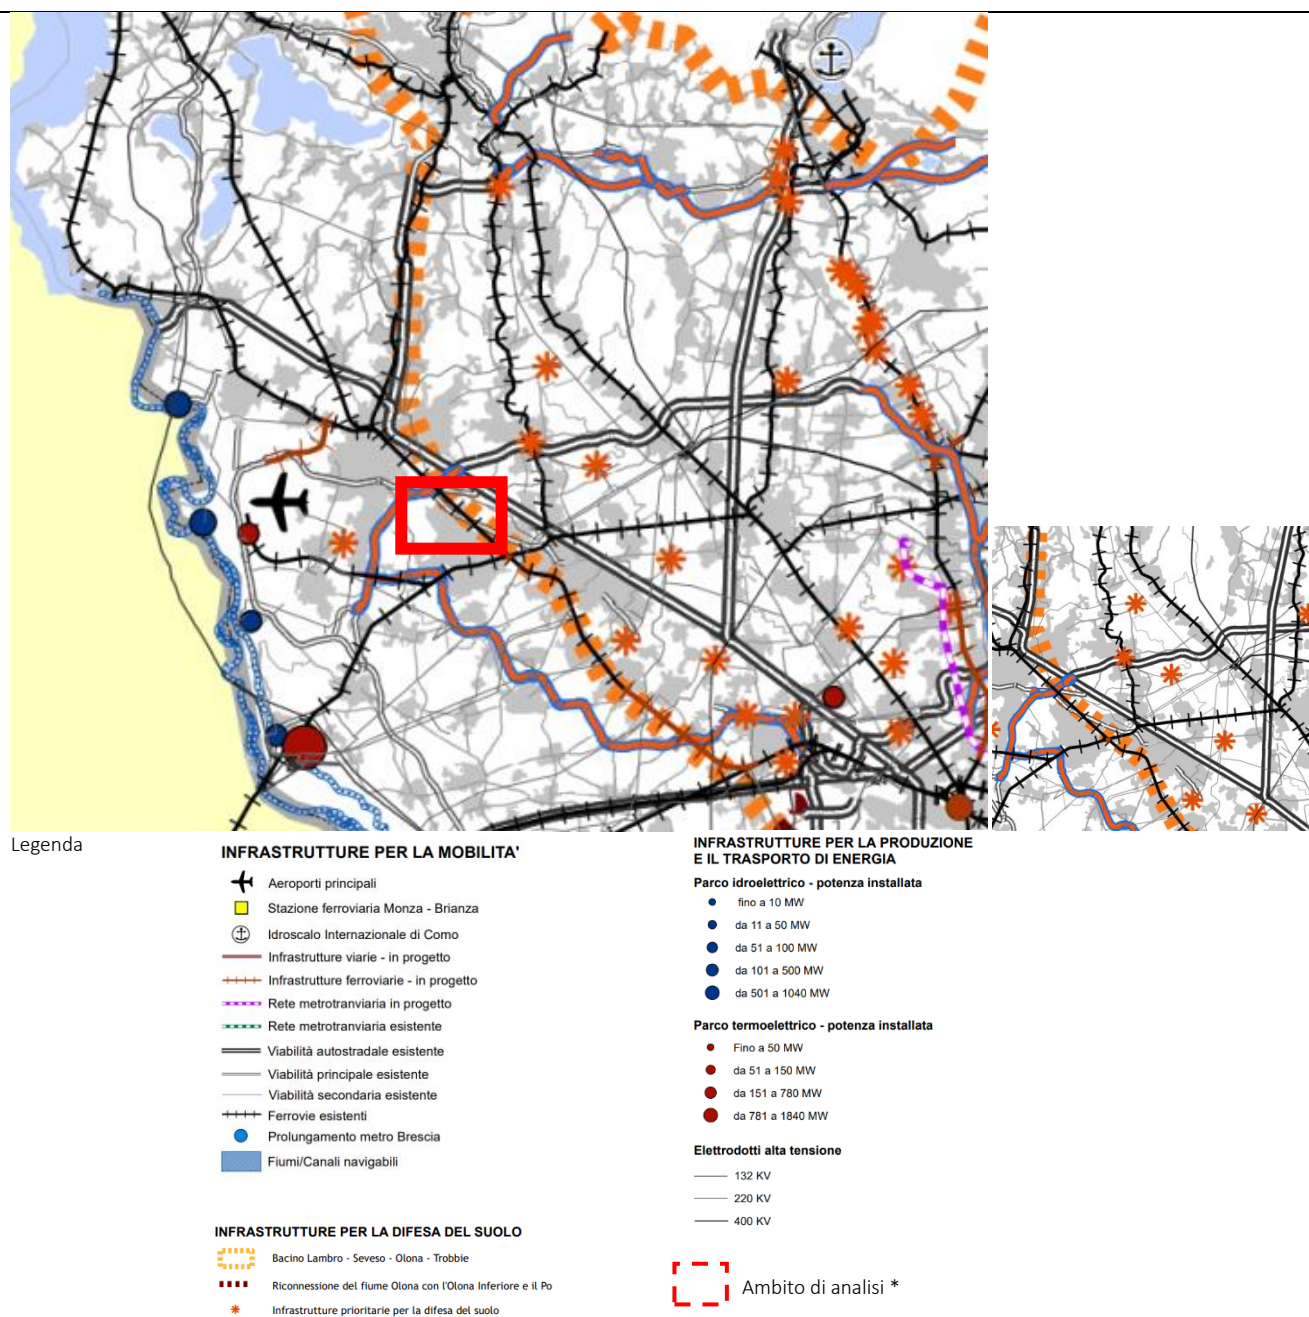 Legenda
INFRASTRUTTURE PER LA MOBILITA'
Aeroporti principali
Stazione ferroviaria Monza - Brianza
Idroscalo Internazionale di Como
Infrastrutture viarie - in progetto
Infrastrutture ferroviarie - in progetto
Rete metrotranviaria in progetto
Rete metrotranviaria esistente
Viabilità autostradale esistente
Viabilità principale esistente
Viabilità secondaria esistente
Ferrovie esistenti
Prolungamento metro Brescia
Fiumi/Canali navigabili
INFRASTRUTTURE PER LA DIFESA DEL SUOLO
Bacino Lambro - Seveso - Olona - Trobbie
Riconnessione del fiume Olona con l'Olona Inferiore e il Po
Infrastrutture prioritarie per la difesa del suolo
INFRASTRUTTURE PER LA PRODUZIONE
E IL TRASPORTO DI ENERGIA
Parco idroelettrico - potenza installata
fino a 10 MW
da 11 a 50 MW
da 51 a 100 MW
da 101 a 500 MW
da 501 a 1040 MW
Parco termoelettrico - potenza installata
Fino a 50 MW
da 51 a 150 MW
da 151 a 780 MW
da 781 a 1840 MW
Elettrodotti alta tensione
132 KV
220 KV
400 KV
Ambito di analisi *